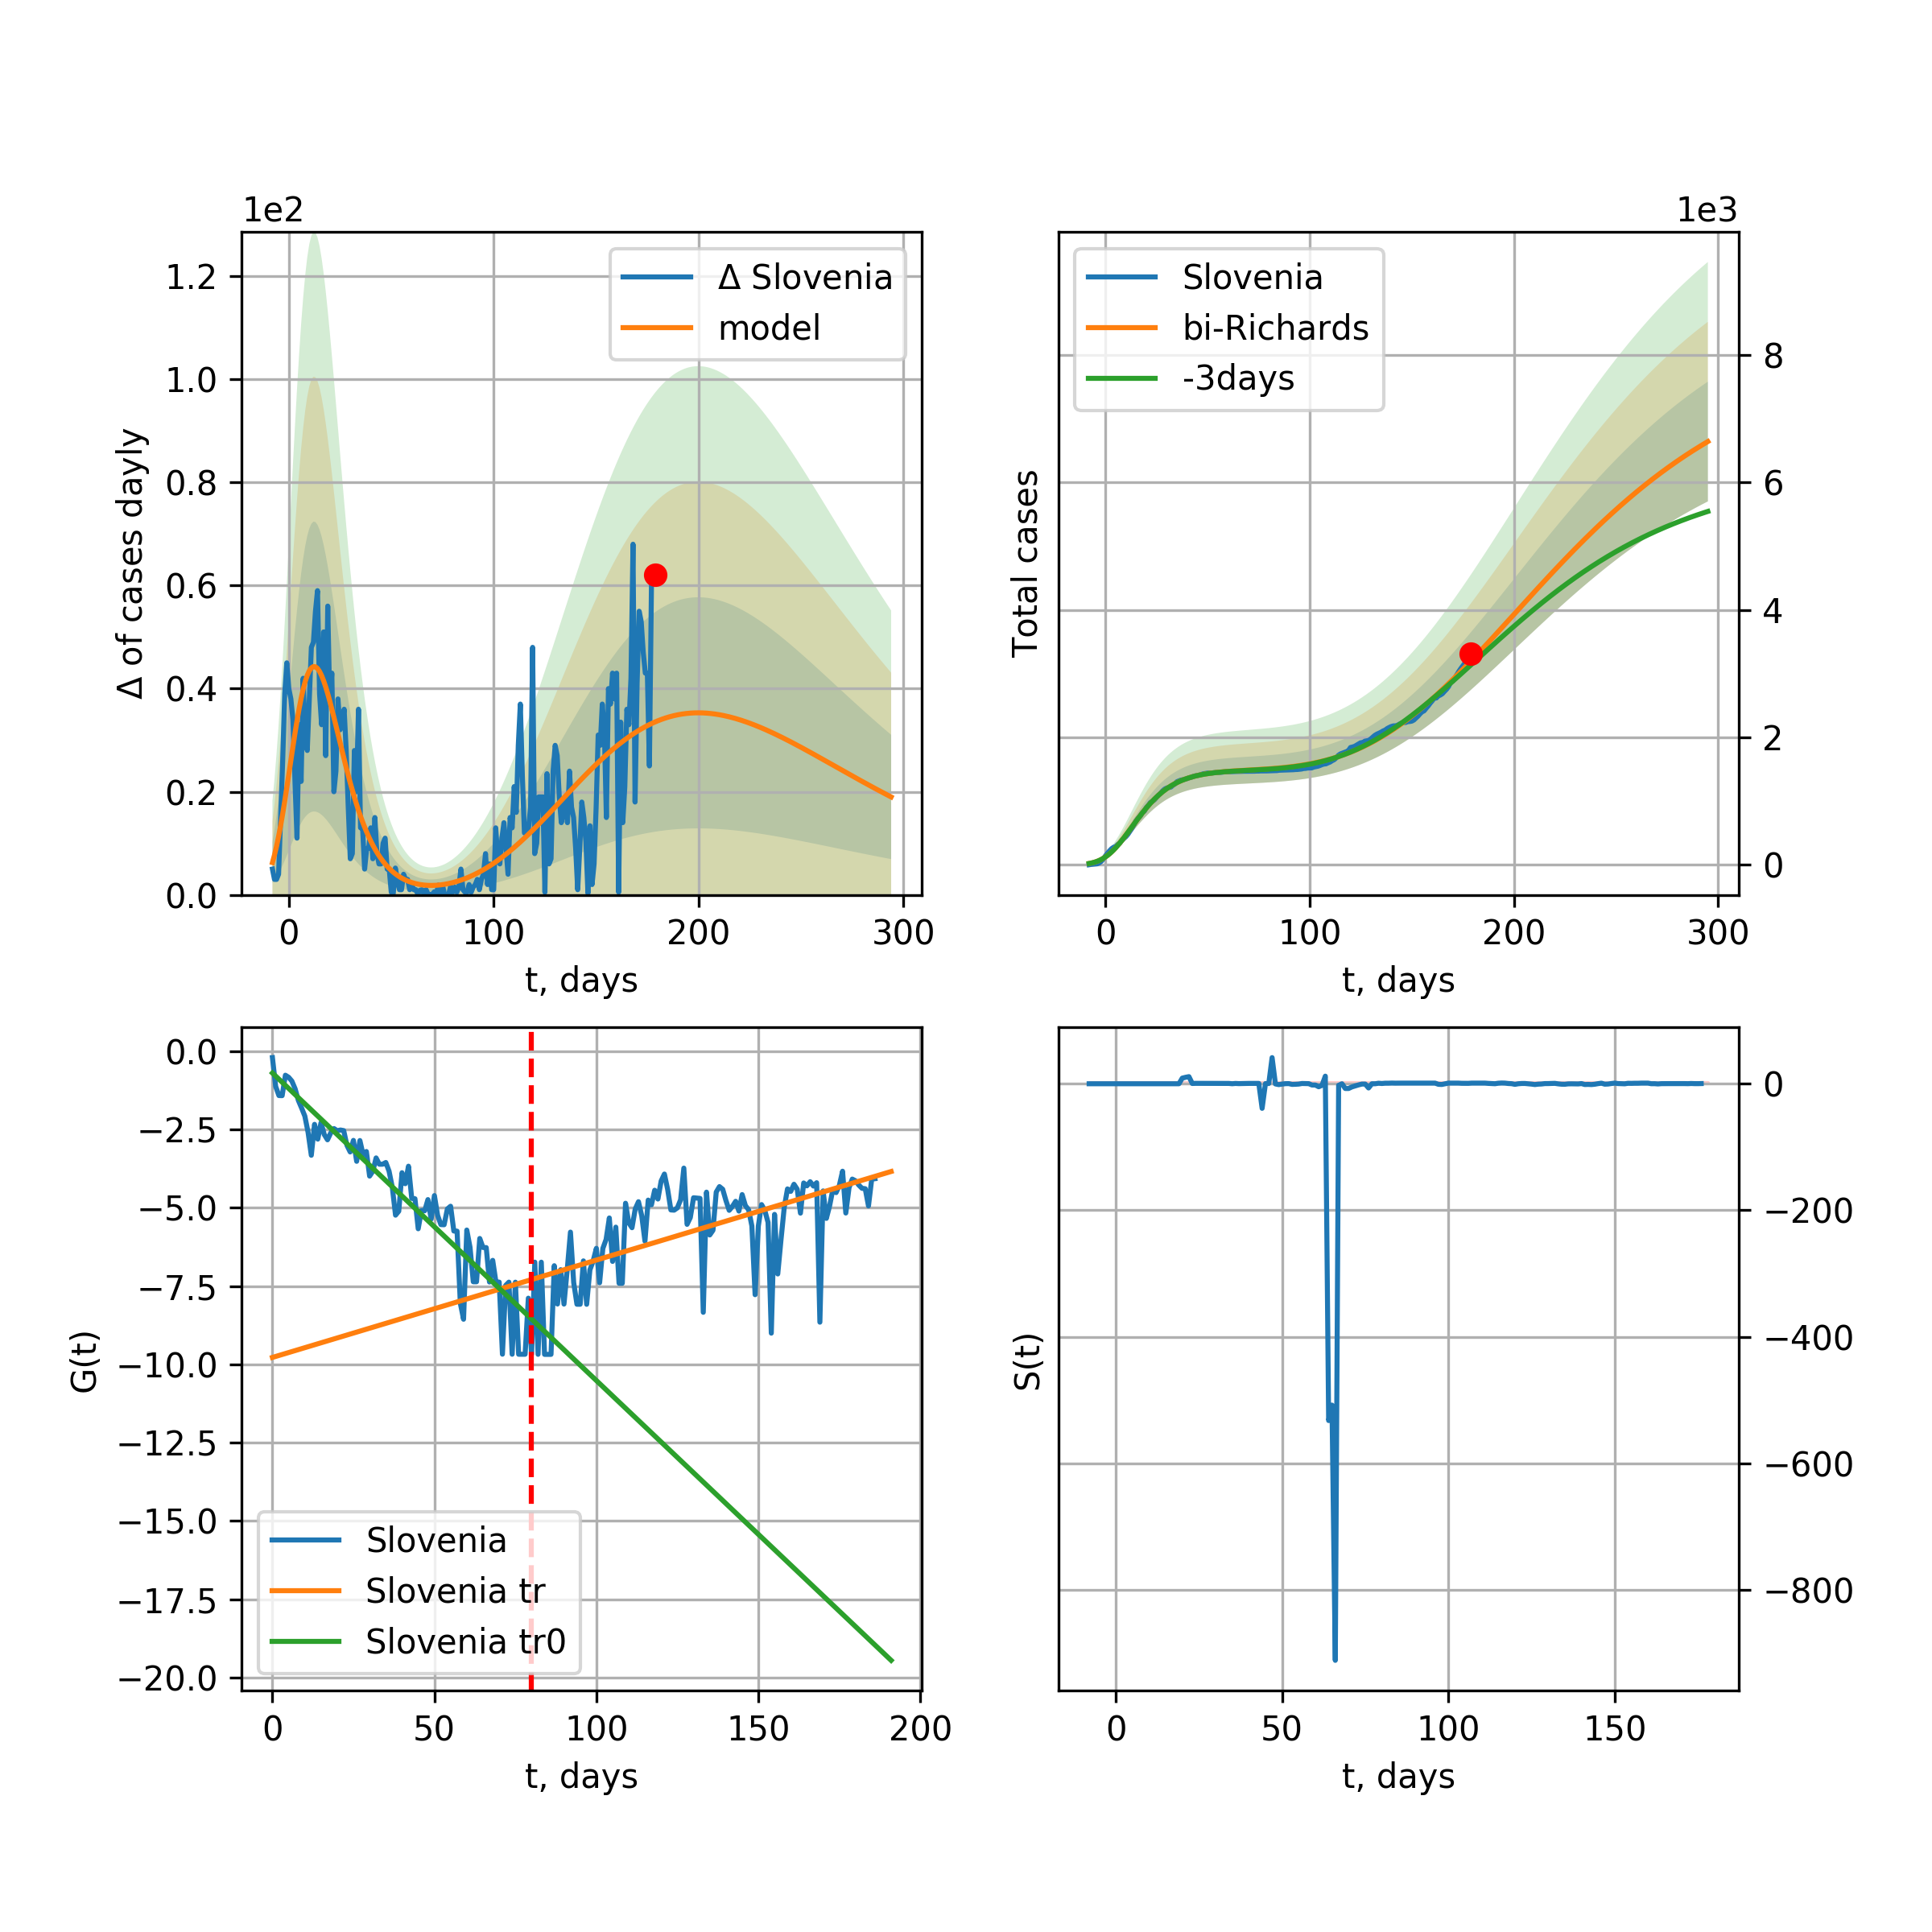 1e2
Δ of cases dayly
1.2
1.0
0.8
0.6
0.4
0.2
0.0
Δ Slovenia
model
0 100 200 300
t, days
1e3
Total cases
Slovenia
bi-Richards
-3days
8
6
4
2
0
0 100 200 300
t, days
G(t)
0.0
−2.5
−5.0
−7.5
−10.0
−12.5
−15.0
−17.5
−20.0
Slovenia
Slovenia tr
Slovenia tr0
0 50 100 150 200
t, days
S(t)
0
−200
−400
−600
−800
0 50 100 150
t, days